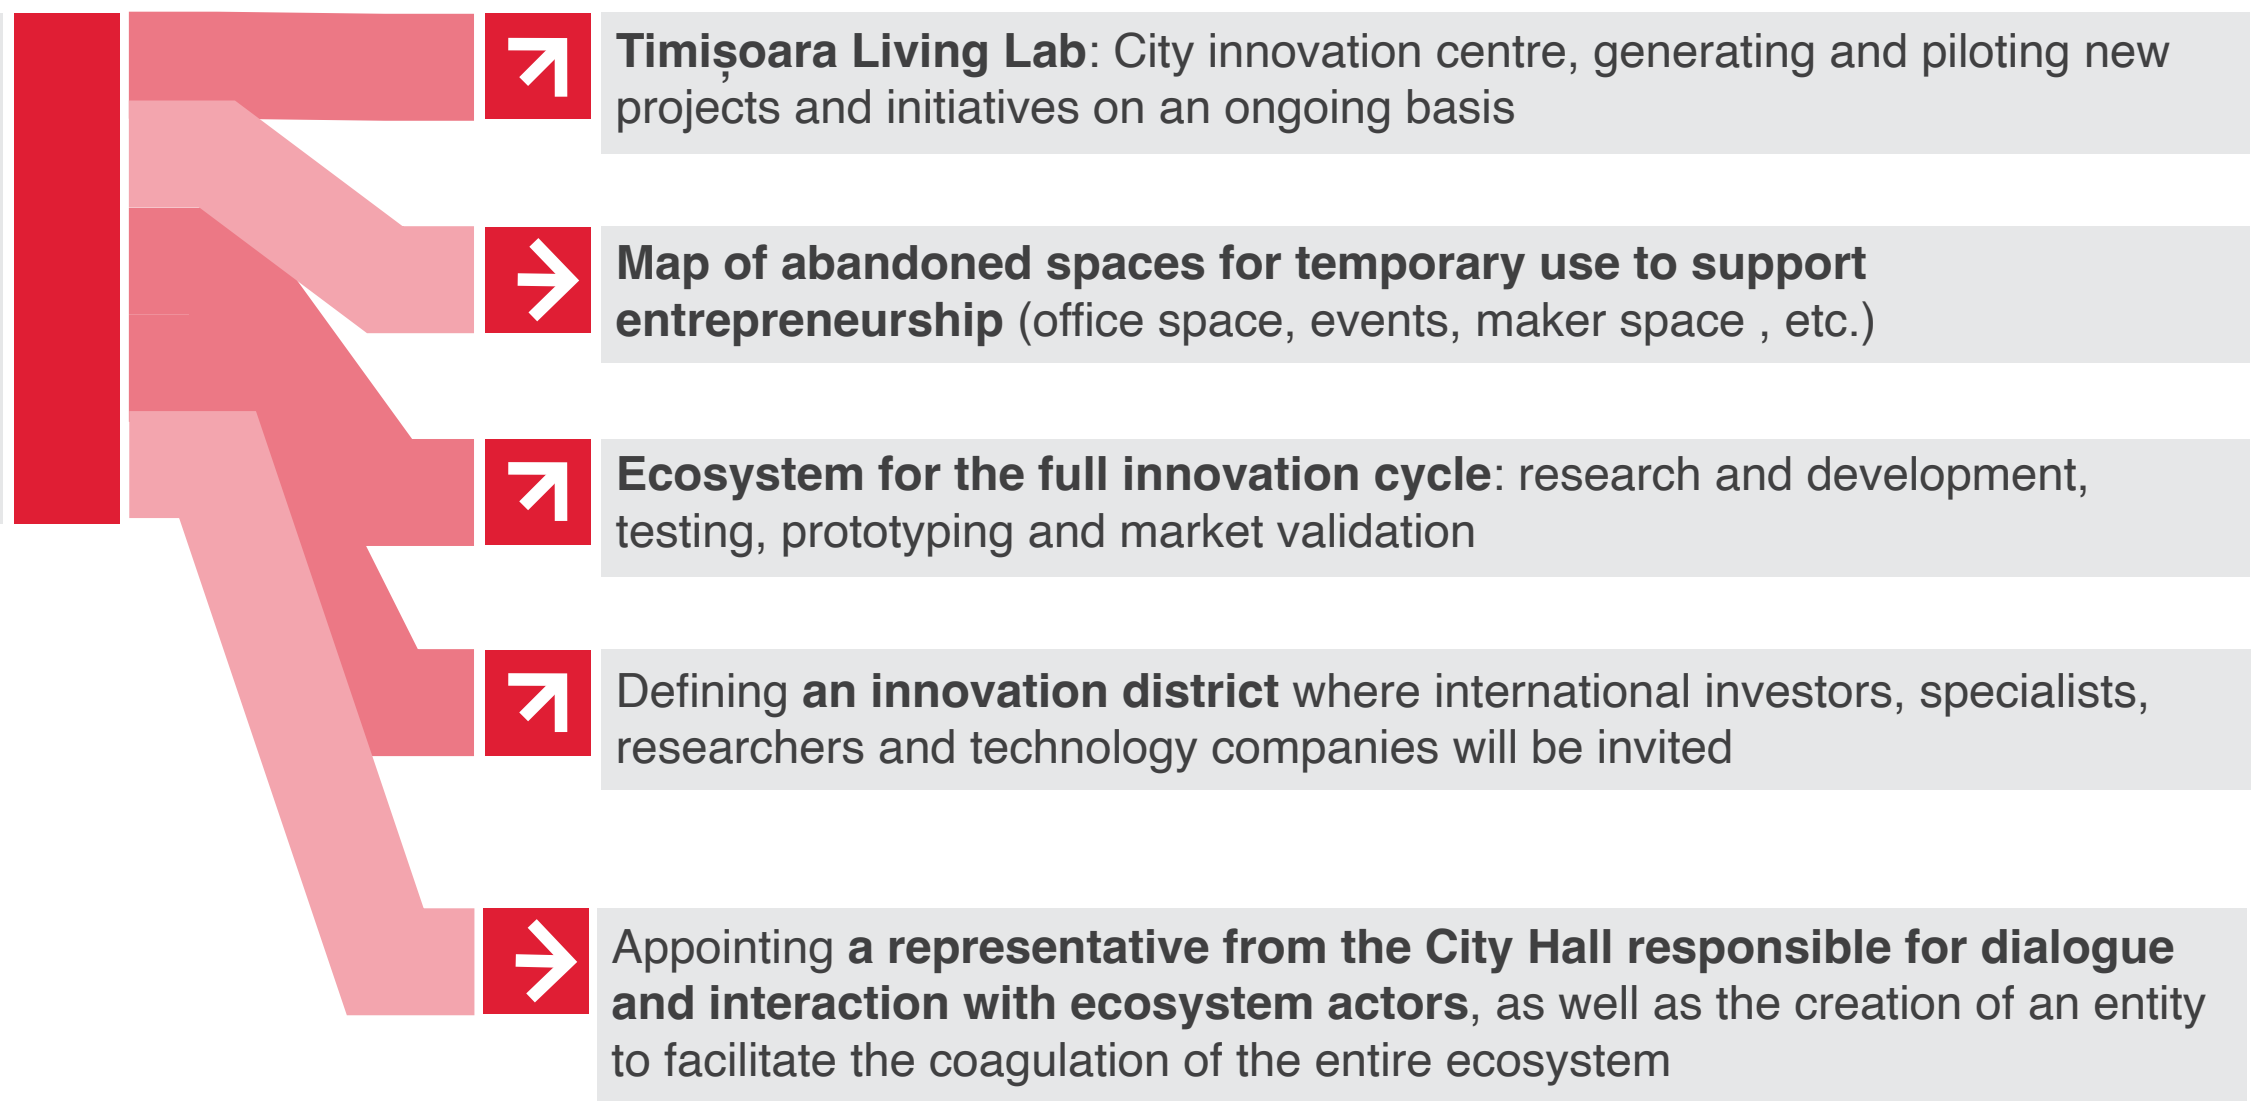 Timișoara Living Lab: City innovation centre, generating and piloting new
projects and initiatives on an ongoing basis
Map of abandoned spaces for temporary use to support
entrepreneurship (office space, events, maker space , etc.)
Ecosystem for the full innovation cycle: research and development,
testing, prototyping and market validation
Defining an innovation district where international investors, specialists,
researchers and technology companies will be invited
Appointing a representative from the City Hall responsible for dialogue
and interaction with ecosystem actors, as well as the creation of an entity
to facilitate the coagulation of the entire ecosystem